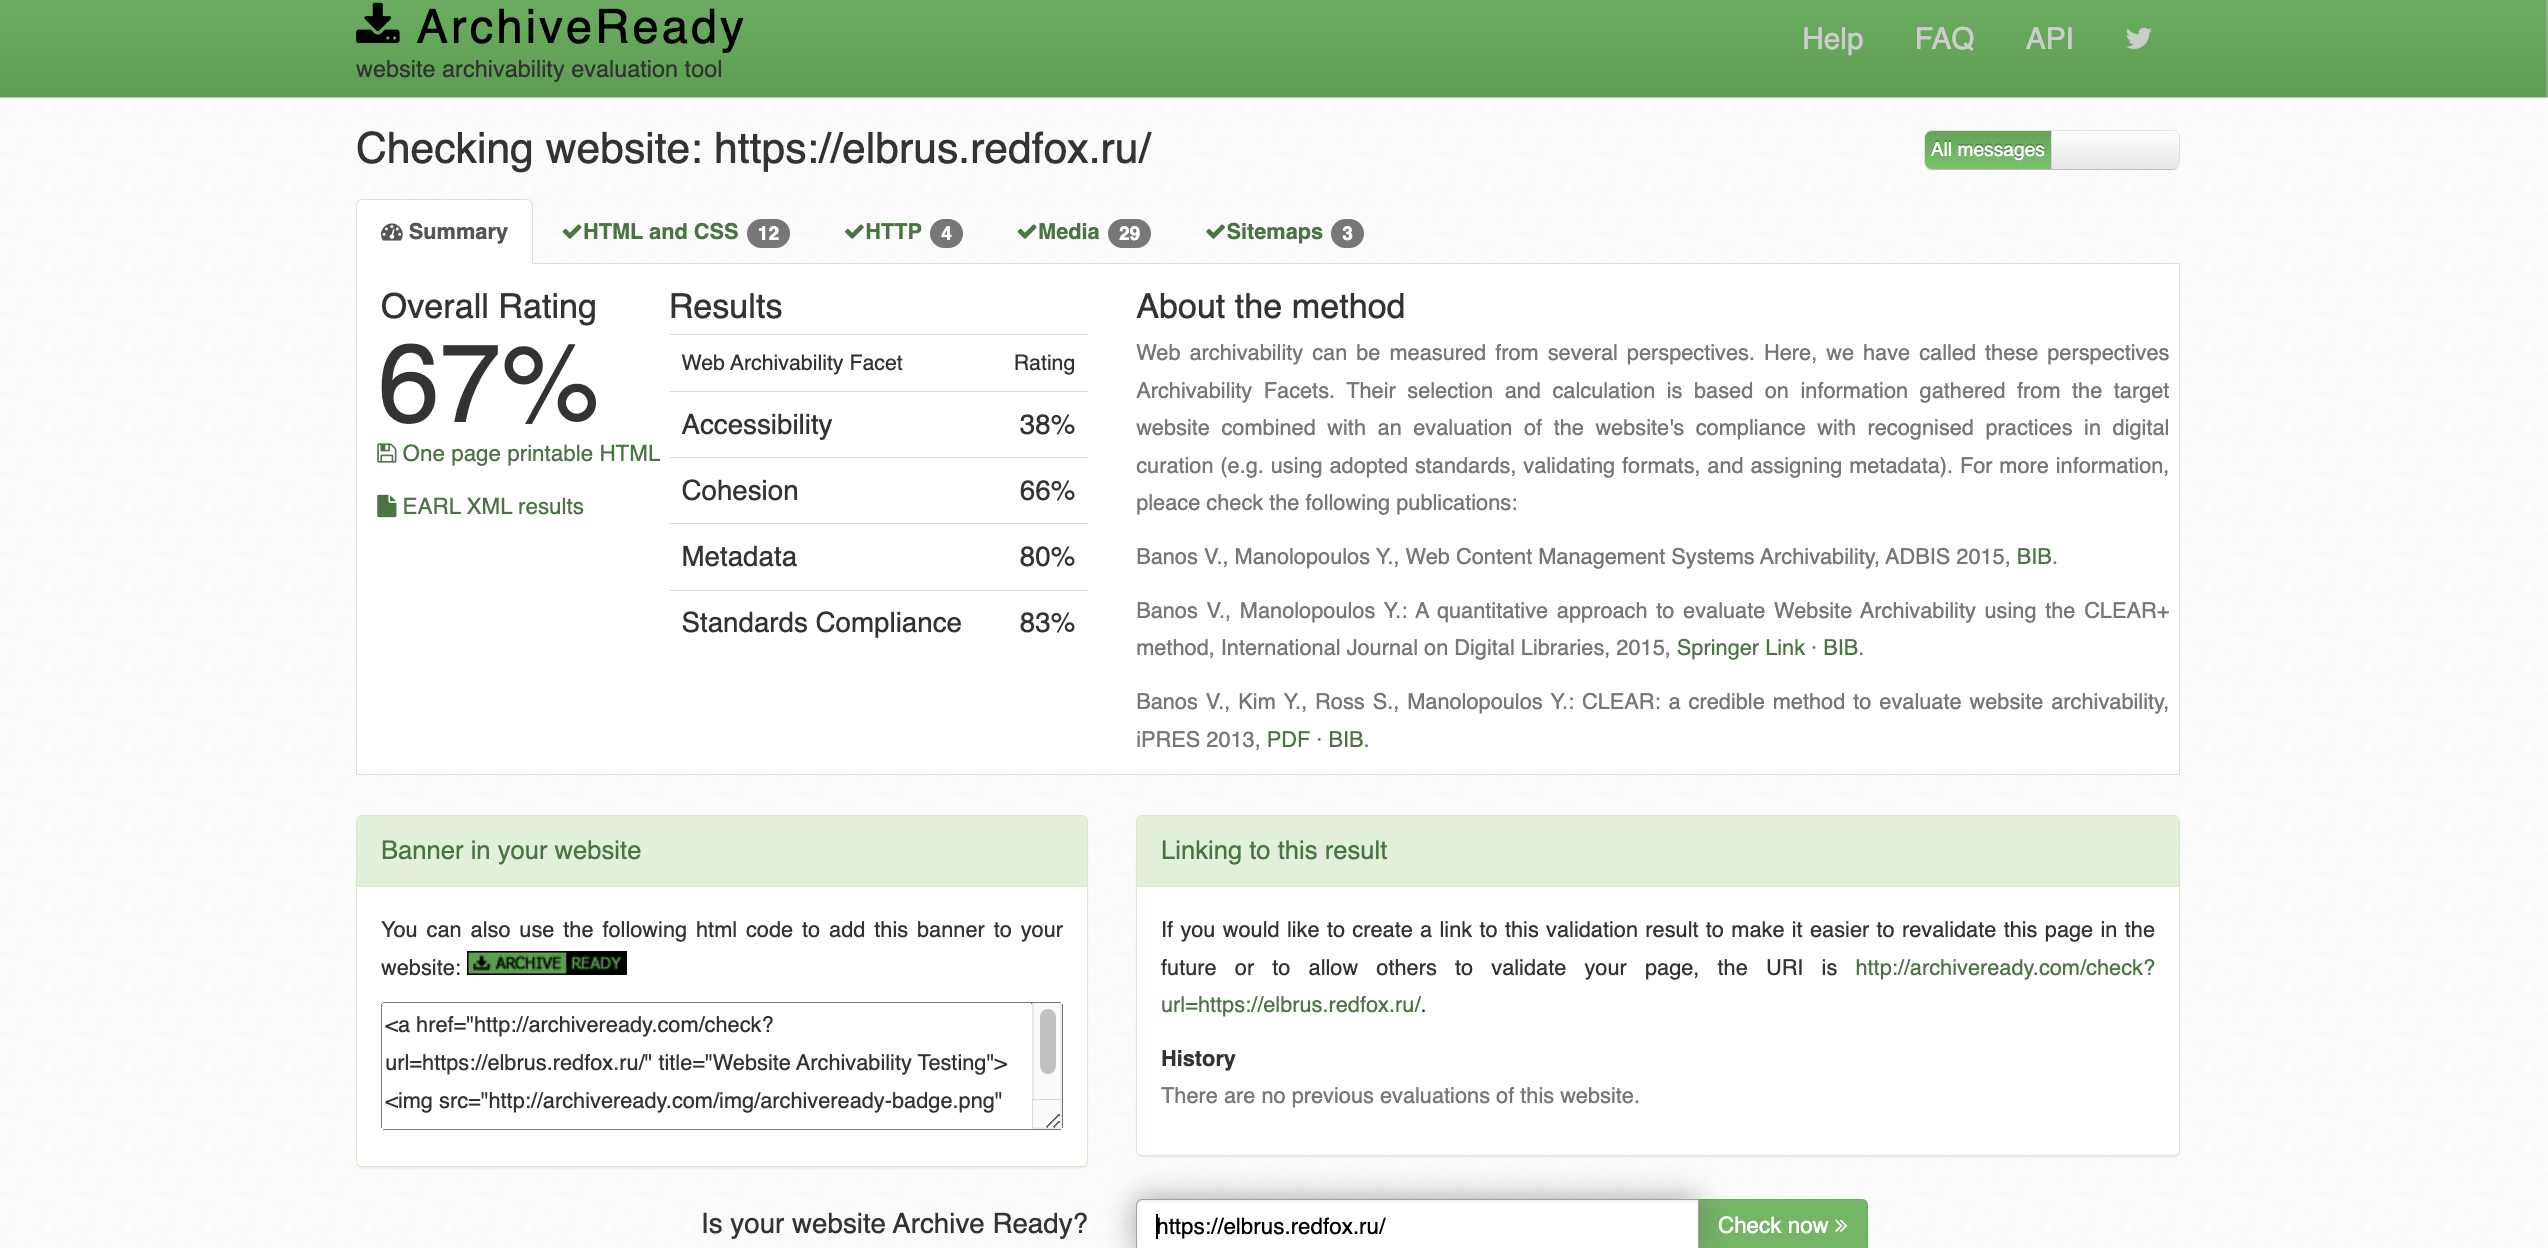 ArchiveReady
website archivability evaluation tool
Help FAQ API
Checking website: https://elbrus.redfox.ru/
All messages
Summary HTML and CSS 12 HTTP 4 Media 29 Sitemaps 3
Overall Rating
67%
One page printable HTML
EARL XML results
Results
Web Archivability Facet Rating
Accessibility 38%
Cohesion 66%
Metadata 80%
Standards Compliance 83%
About the method
Web archivability can be measured from several perspectives. Here, we have called these perspectives
Archivability Facets. Their selection and calculation is based on information gathered from the target
website combined with an evaluation of the website's compliance with recognised practices in digital
curation (e.g. using adopted standards, validating formats, and assigning metadata). For more information,
pleace check the following publications:
Banos V., Manolopoulos Y., Web Content Management Systems Archivability, ADBIS 2015, BIB.
Banos V., Manolopoulos Y.: A quantitative approach to evaluate Website Archivability using the CLEAR+
method, International Journal on Digital Libraries, 2015, Springer Link · BIB.
Banos V., Kim Y., Ross S., Manolopoulos Y.: CLEAR: a credible method to evaluate website archivability,
iPRES 2013, PDF · BIB.
Banner in your website
You can also use the following html code to add this banner to your
website: ARCHIVE READY
<a href="http://archiveready.com/check?
url=https://elbrus.redfox.ru/" title="Website Archivability Testing">
<img src="http://archiveready.com/img/archiveready-badge.png"
Linking to this result
If you would like to create a link to this validation result to make it easier to revalidate this page in the
future or to allow others to validate your page, the URI is http://archiveready.com/check?
url=https://elbrus.redfox.ru/.
History
There are no previous evaluations of this website.
Is your website Archive Ready? https://elbrus.redfox.ru/ Check now »